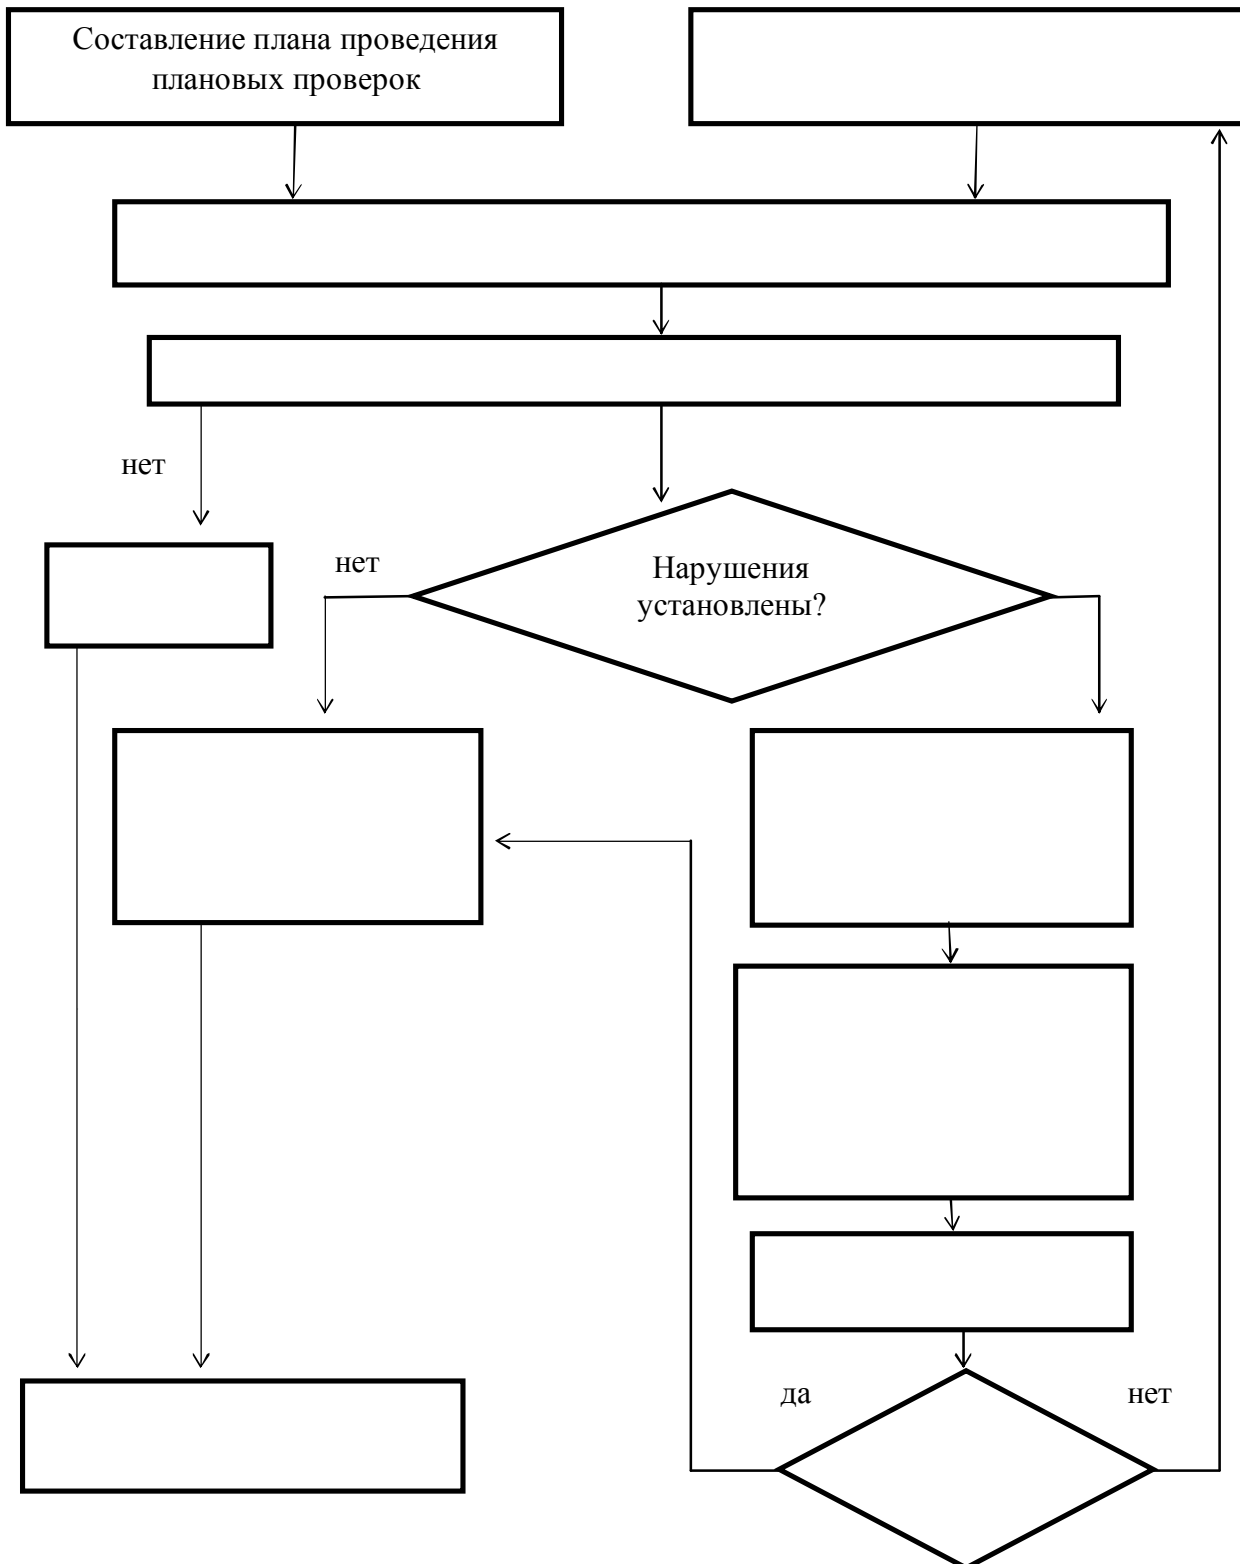 Составление плана проведения
плановых проверок
нет
нет
Нарушения
установлены?
да
нет